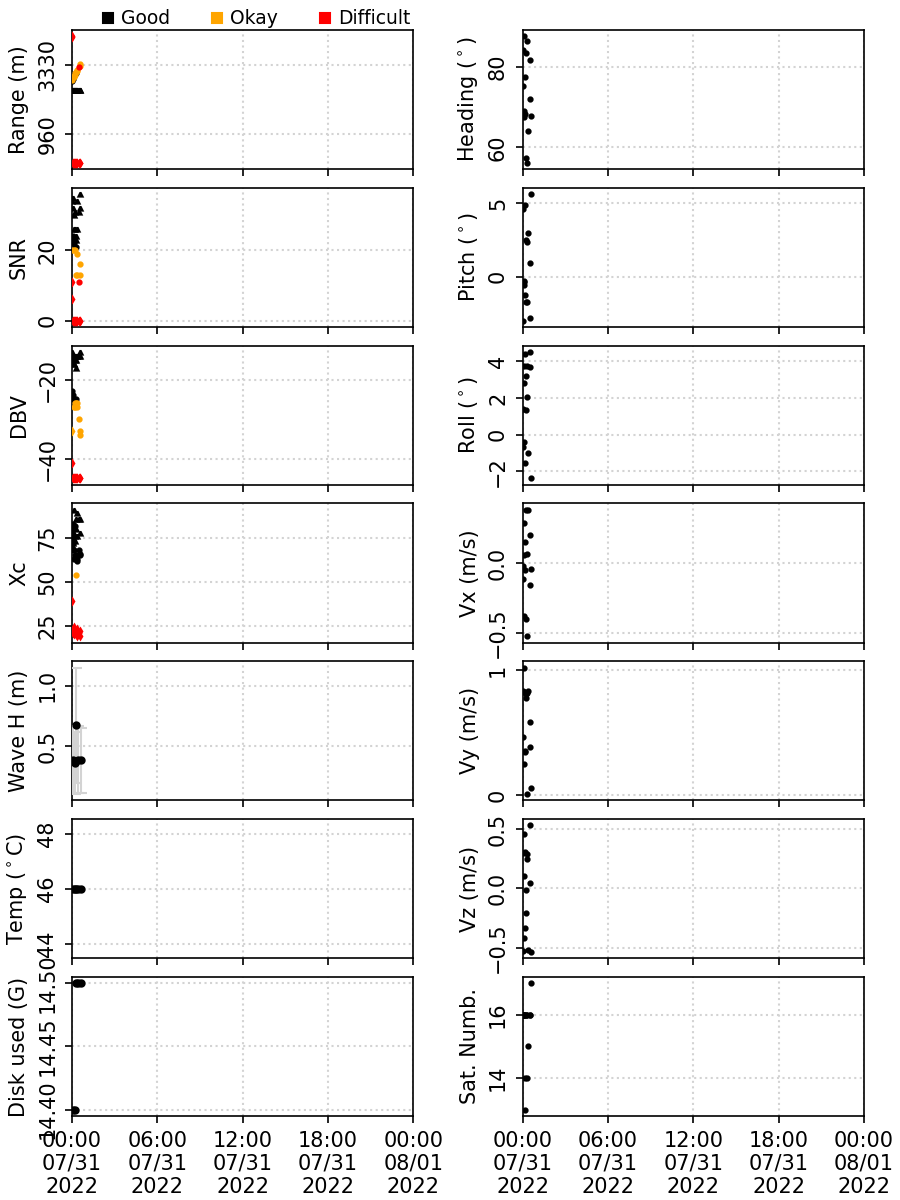 Good Okay Difficult
Range (m)
3330
960
Heading (°)
80
60
SNR
20
0
Pitch (°)
5
0
DBV
−20
−40
Roll (°)
4
2
0
−2
Xc
75
50
25
Vx (m/s)
0.0
−0.5
Wave H (m)
1.0
0.5
Vy (m/s)
1
0
Temp (°C)
48
46
44
Vz (m/s)
0.5
0.0
−0.5
Disk used (G)
14.50
14.45
14.40
Sat. Numb.
16
14
00:00 06:00 12:00 18:00 00:00
07/31 07/31 07/31 07/31 08/01
2022 2022 2022 2022 2022
00:00 06:00 12:00 18:00 00:00
07/31 07/31 07/31 07/31 08/01
2022 2022 2022 2022 2022